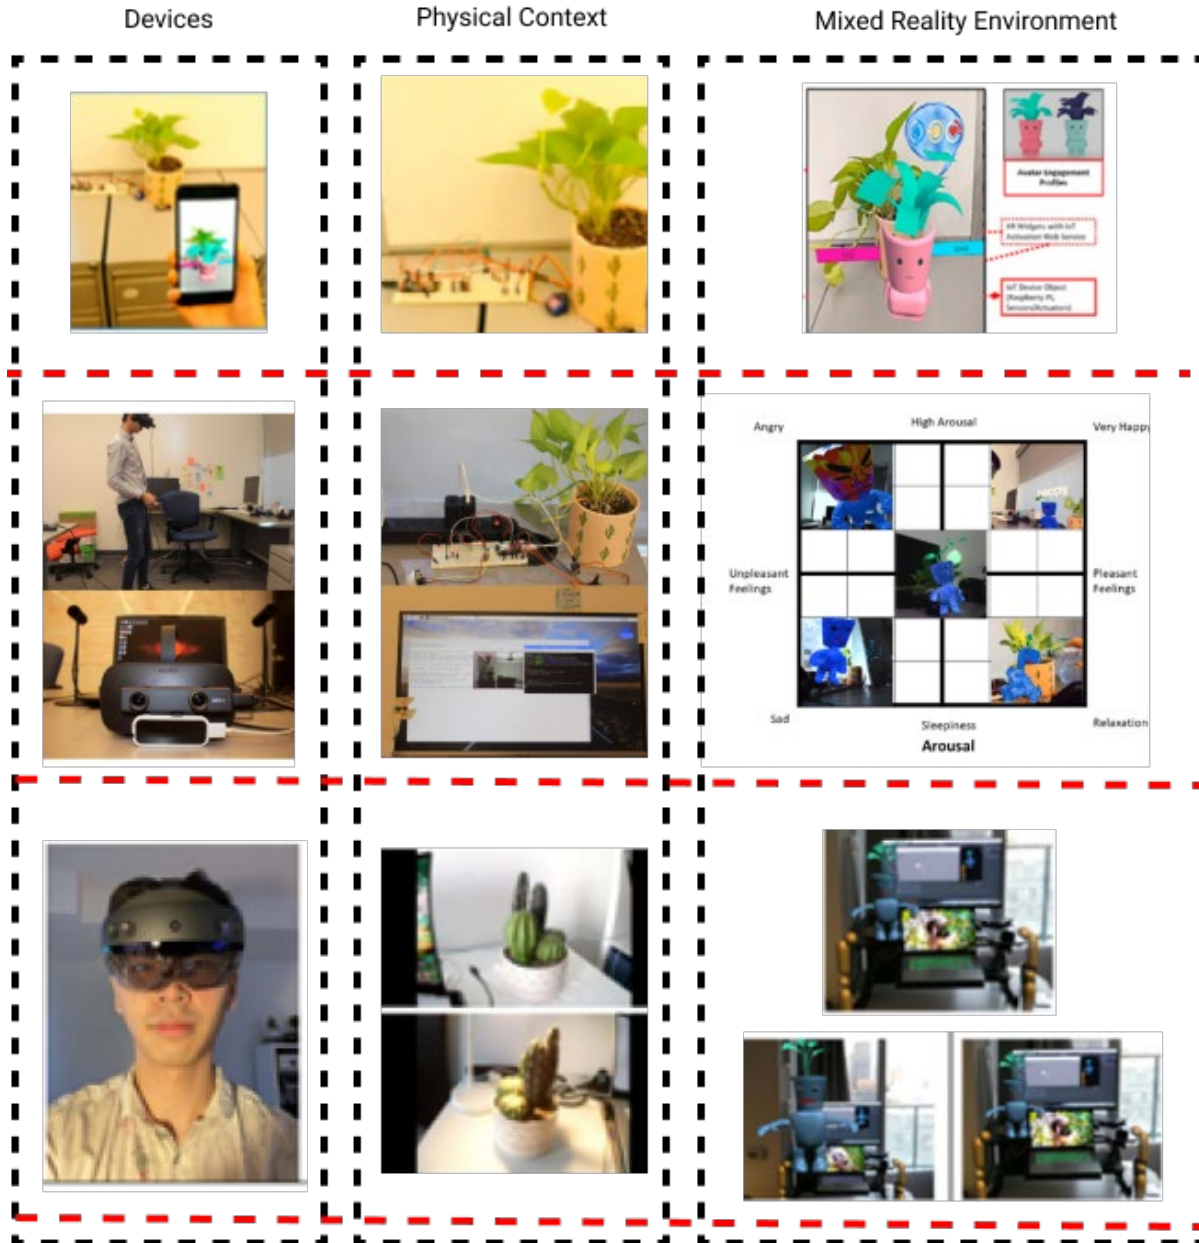 Devices
Physical Context
Mixed Reality Environment
Avatar Engagement
Profiles
XR Widgets with IoT
Activation Web Service
IoT Device Object
(Raspberry Pi,
Sensors/Actuators)
Angry
High Arousal
Very Happy
Unpleasant
Feelings
Pleasant
Feelings
Sad
Sleepiness
Relaxation
Arousal